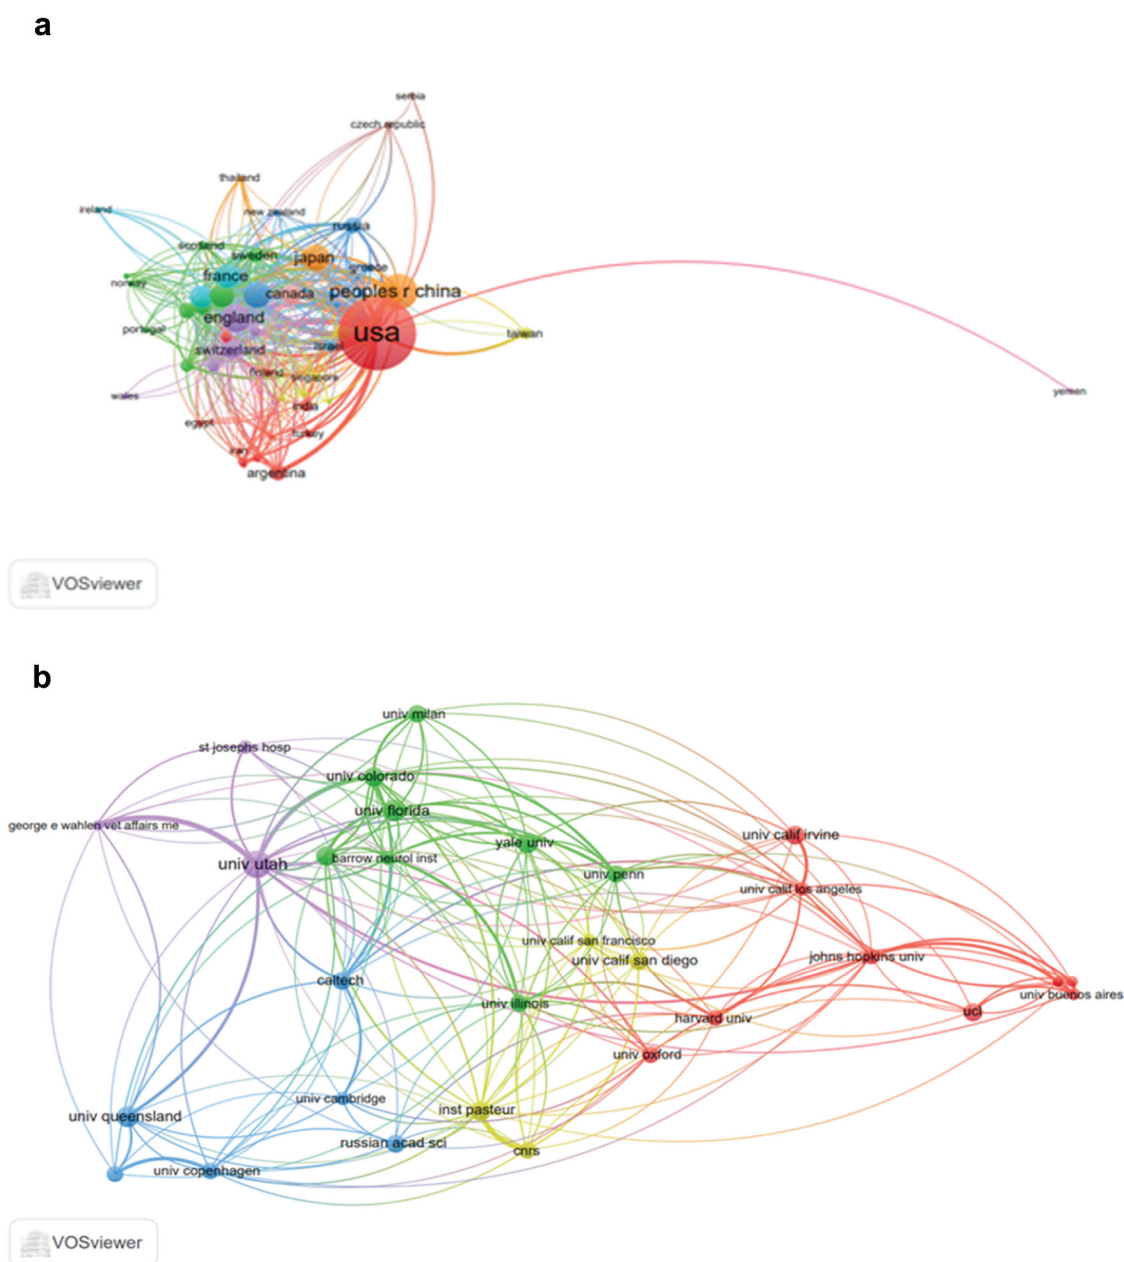 a
serbia
czech republic
thailand
ireland
new zealand
russia
scotland
sweden
japan
greece
france
norway
canada
peoples r china
england
portugal
usa
taiwan
israel
switzerland
finland
singapore
yemen
wales
india
egypt
turkey
iran
argentina
VOSviewer
b
univ milan
st josephs hosp
univ colorado
univ florida
george e wahlen vet affairs me
univ calif irvine
yale univ
barrow neurol inst
univ utah
univ penn
univ calif los angeles
univ calif san francisco
univ calif san diego
johns hopkins univ
caltech
univ buenos aires
univ illinois
ucl
harvard univ
univ oxford
univ cambridge
inst pasteur
univ queensland
russian acad sci
cnrs
univ copenhagen
VOSviewer